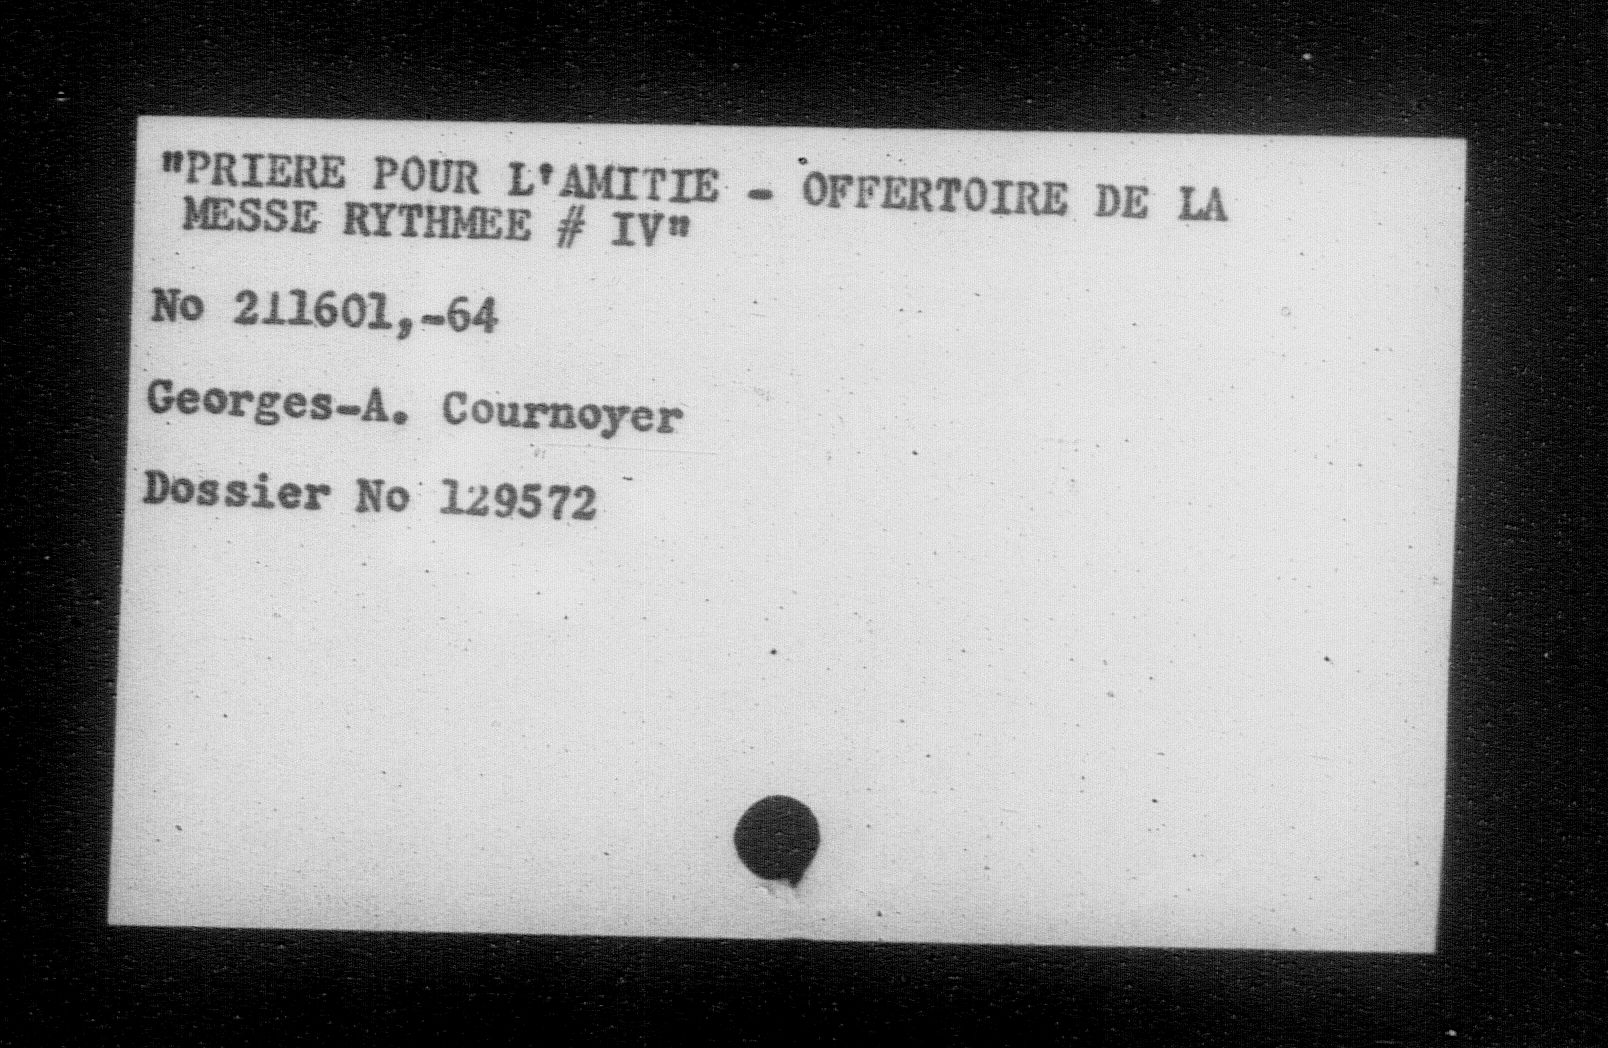 "PRIERE POUR L'AMITIE - OFFERTOIRE DE LA
MESSE RYTHMEE # IV"
No 211601,-64
Georges-A. Cournoyer
Dossier No 129572